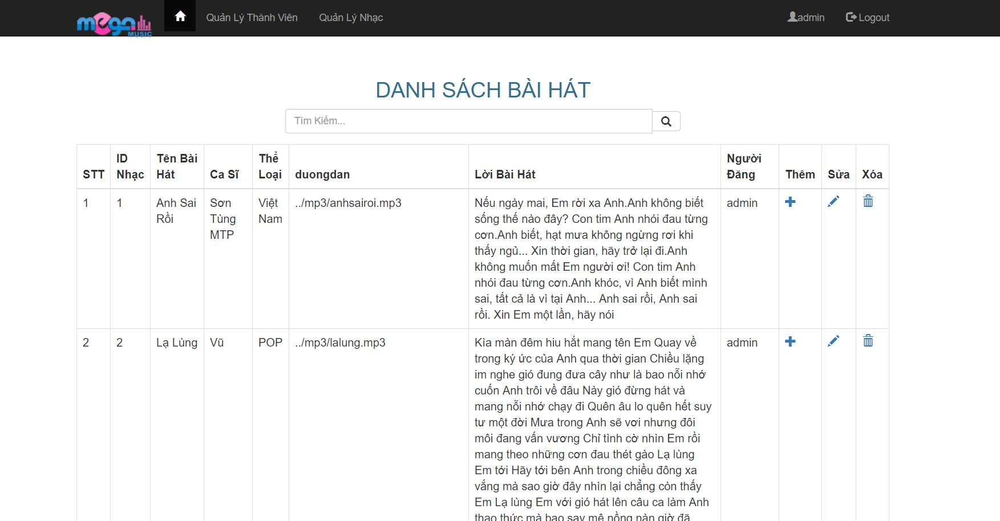 mega
MUSIC
Quản Lý Thành Viên
Quản Lý Nhạc
admin
Logout
DANH SÁCH BÀI HÁT
Tìm Kiếm...
STT
ID
Nhạc
Tên Bài
Hát
Ca Sĩ
Thể
Loại
duongdan
Lời Bài Hát
Người
Đăng
Thêm
Sửa
Xóa
1
1
Anh Sai
Rồi
Sơn
Tùng
MTP
Việt
Nam
../mp3/anhsairoi.mp3
Nếu ngày mai, Em rời xa Anh.Anh không biết
sống thế nào đây? Con tim Anh nhói đau từng
cơn.Anh biết, hạt mưa không ngừng rơi khi
thấy ngủ... Xin thời gian, hãy trở lại đi.Anh
không muốn mất Em người ơi! Con tim Anh
nhói đau từng cơn.Anh khóc, vì Anh biết mình
sai, tất cả là vì tại Anh... Anh sai rồi, Anh sai
rồi. Xin Em một lần, hãy nói
admin
2
2
Lạ Lùng
Vũ
POP
../mp3/lalung.mp3
Kìa màn đêm hiu hắt mang tên Em Quay về
trong ký ức của Anh qua thời gian Chiều lặng
im nghe gió đung đưa cây như là bao nỗi nhớ
cuốn Anh trôi về đâu Này gió đừng hát và
mang nỗi nhớ chạy đi Quên âu lo quên hết suy
tư một đời Mưa trong Anh sẽ vơi nhưng đôi
môi đang vấn vương Chỉ tình cờ nhìn Em rồi
mang theo những cơn đau thét gào Lạ lùng
Em tới Hãy tới bên Anh trong chiều đông xa
vắng mà sao giờ đây nhìn lại chẳng còn thấy
Em Lạ lùng Em với gió hát lên câu ca làm Anh
thao thức mà bao say mê nồng nàn giờ đã
admin